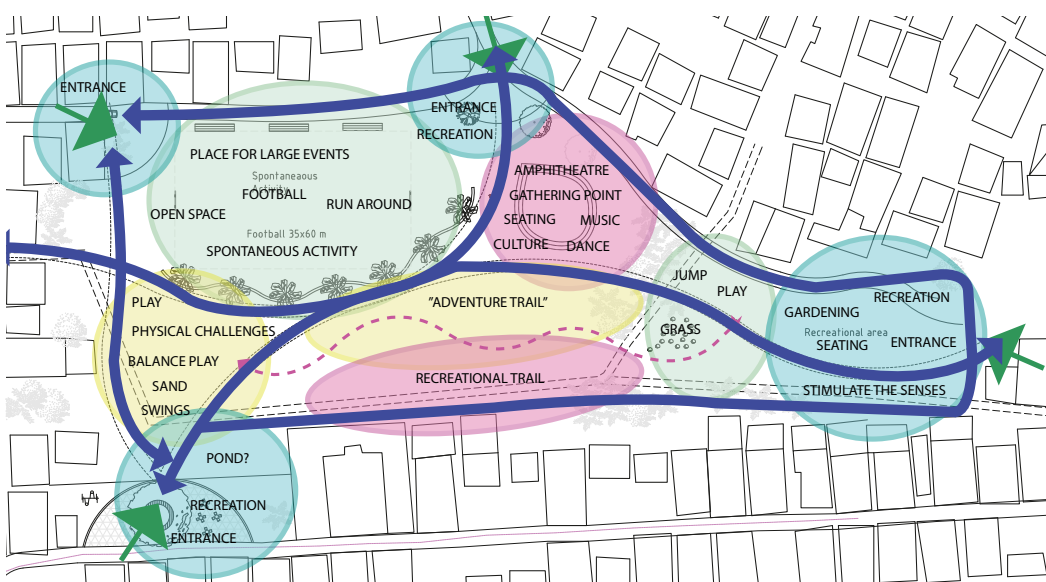 ENTRANCE
ENTRANCE
RECREATION
PLACE FOR LARGE EVENTS
Spontaneaous
Activity
FOOTBALL
OPEN SPACE
RUN AROUND
Football 35x60 m
SPONTANEOUS ACTIVITY
AMPHITHEATRE
GATHERING POINT
SEATING
MUSIC
CULTURE
DANCE
JUMP
PLAY
GRASS
RECREATION
GARDENING
Recreational area
SEATING
ENTRANCE
STIMULATE THE SENSES
PLAY
PHYSICAL CHALLENGES
BALANCE PLAY
SAND
SWINGS
"ADVENTURE TRAIL"
RECREATIONAL TRAIL
POND?
RECREATION
ENTRANCE